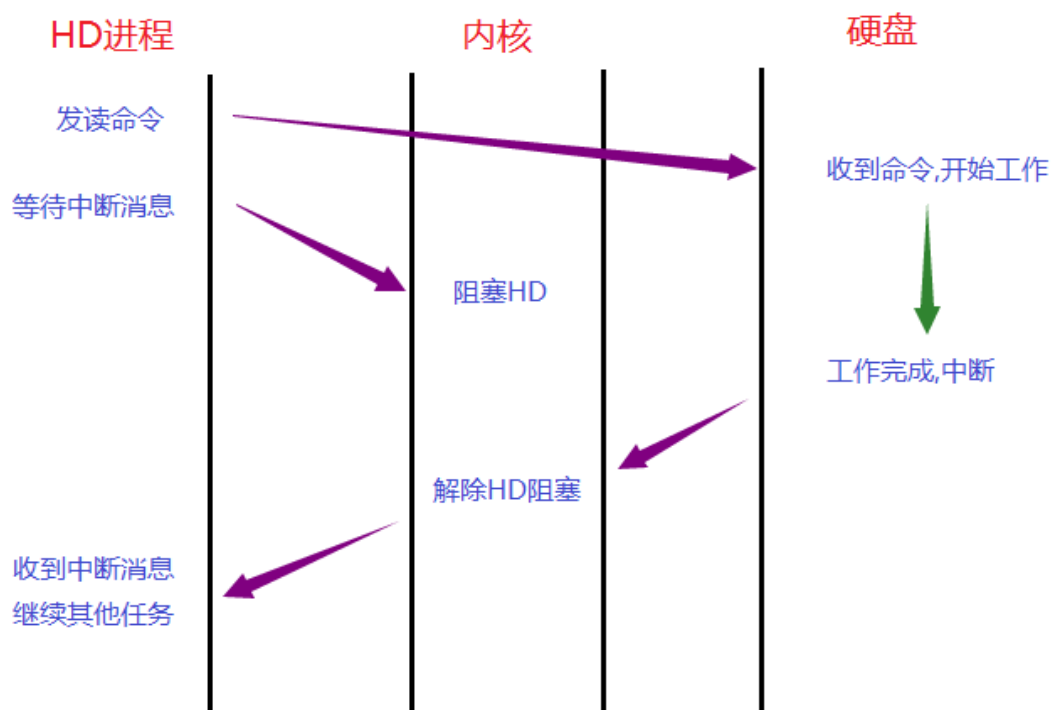 HD进程
内核
硬盘
发读命令
收到命令,开始工作
等待中断消息
阻塞HD
工作完成,中断
解除HD阻塞
收到中断消息
继续其他任务